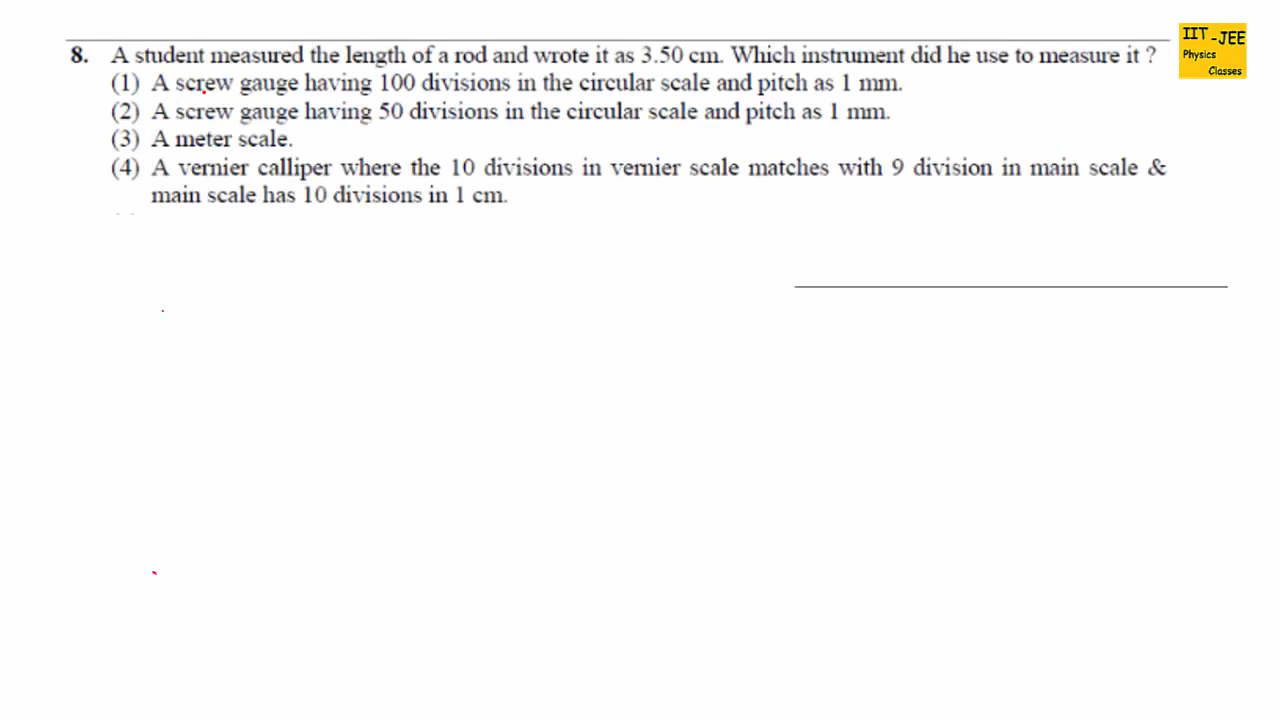 IIT -JEE
Physics
Classes
8. A student measured the length of a rod and wrote it as 3.50 cm. Which instrument did he use to measure it ?
(1) A screw gauge having 100 divisions in the circular scale and pitch as 1 mm.
(2) A screw gauge having 50 divisions in the circular scale and pitch as 1 mm.
(3) A meter scale.
(4) A vernier calliper where the 10 divisions in vernier scale matches with 9 division in main scale &
main scale has 10 divisions in 1 cm.